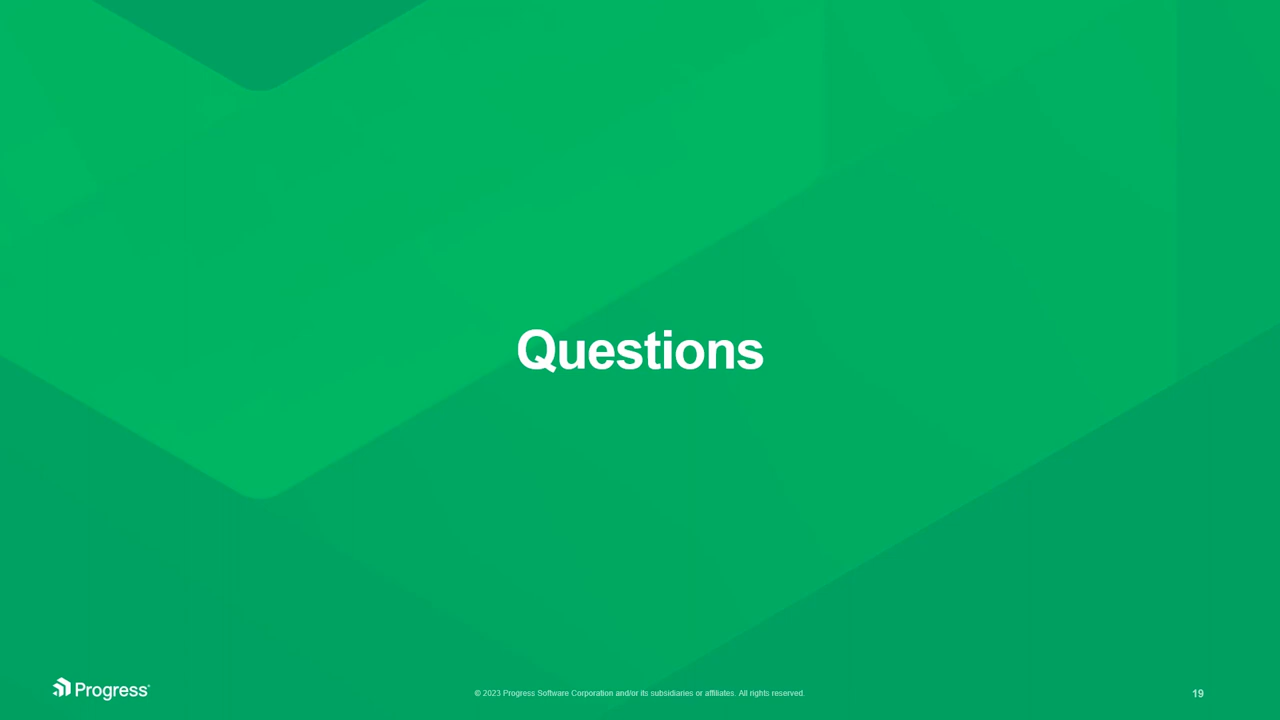 Questions
Progress®
© 2023 Progress Software Corporation and/or its subsidiaries or affiliates. All rights reserved.
19